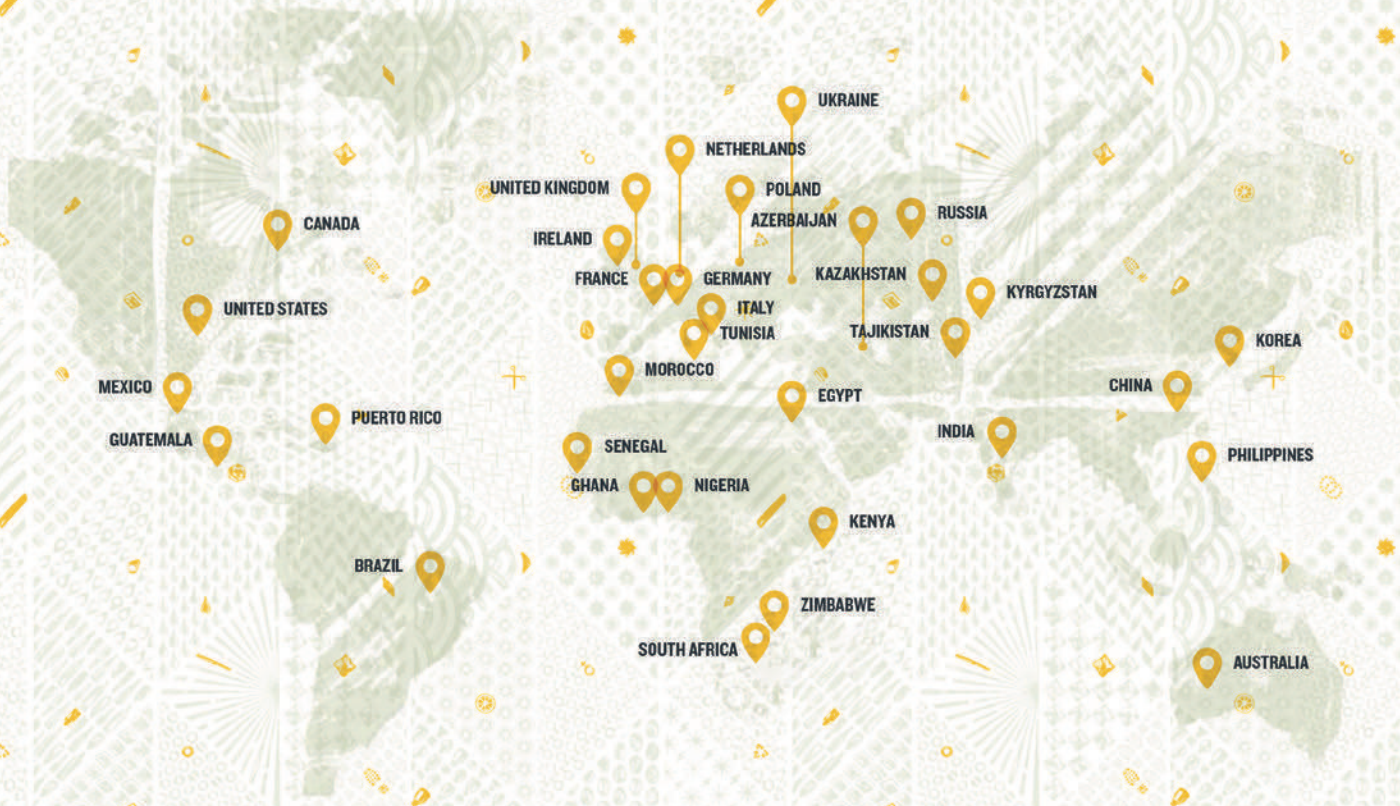 UKRAINE
NETHERLANDS
UNITED KINGDOM
POLAND
AZERBAIJAN
RUSSIA
CANADA
IRELAND
FRANCE
GERMANY
KAZAKHSTAN
KYRGYZSTAN
UNITED STATES
ITALY
TUNISIA
TAJIKISTAN
KOREA
MOROCCO
MEXICO
CHINA
EGYPT
PUERTO RICO
GUATEMALA
INDIA
SENEGAL
PHILIPPINES
GHANA
NIGERIA
KENYA
BRAZIL
ZIMBABWE
SOUTH AFRICA
AUSTRALIA